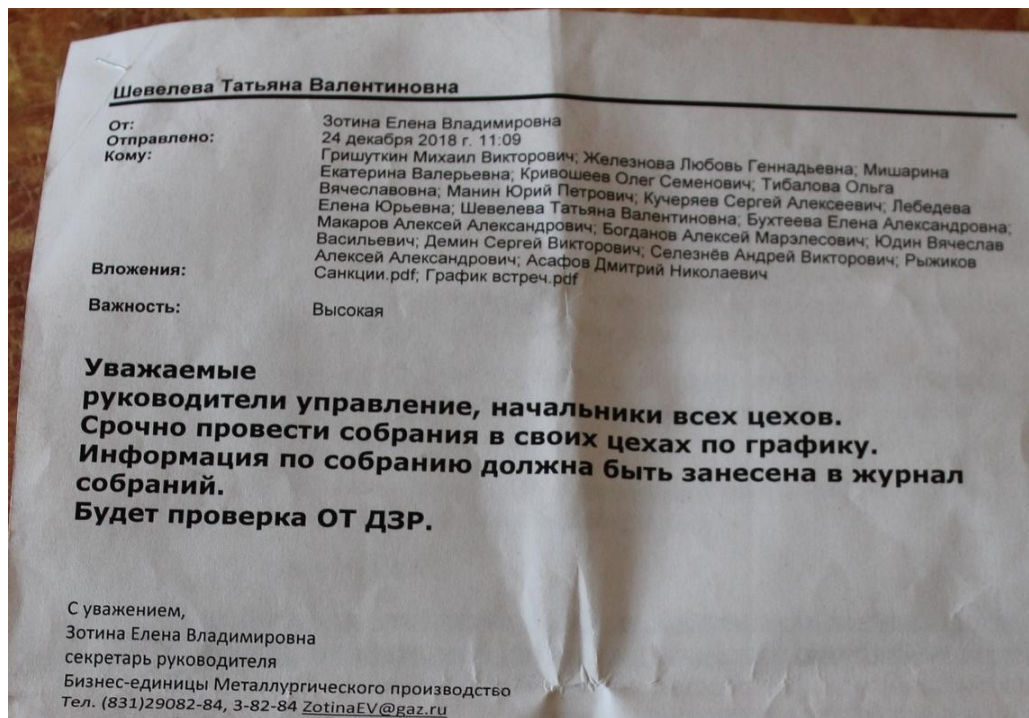 Шевелева Татьяна Валентиновна
От: Зотина Елена Владимировна
Отправлено: 24 декабря 2018 г. 11:09
Кому: Гришуткин Михаил Викторович; Железнова Любовь Геннадьевна; Мишарина
Екатерина Валерьевна; Кривошеев Олег Семенович; Тибалова Ольга
Вячеславовна; Манин Юрий Петрович; Кучеряев Сергей Алексеевич; Лебедева
Елена Юрьевна; Шевелева Татьяна Валентиновна; Бухтеева Елена Александровна;
Макаров Алексей Александрович; Богданов Алексей Марэлесович; Юдин Вячеслав
Васильевич; Демин Сергей Викторович; Селезнёв Андрей Викторович; Рыжиков
Алексей Александрович; Асафов Дмитрий Николаевич
Вложения: Санкции.pdf; График встреч.pdf
Важность: Высокая
Уважаемые
руководители управление, начальники всех цехов.
Срочно провести собрания в своих цехах по графику.
Информация по собранию должна быть занесена в журнал
собраний.
Будет проверка ОТ ДЗР.
С уважением,
Зотина Елена Владимировна
секретарь руководителя
Бизнес-единицы Металлургического производство
Тел. (831)29082-84, 3-82-84 ZotinaEV@gaz.ru